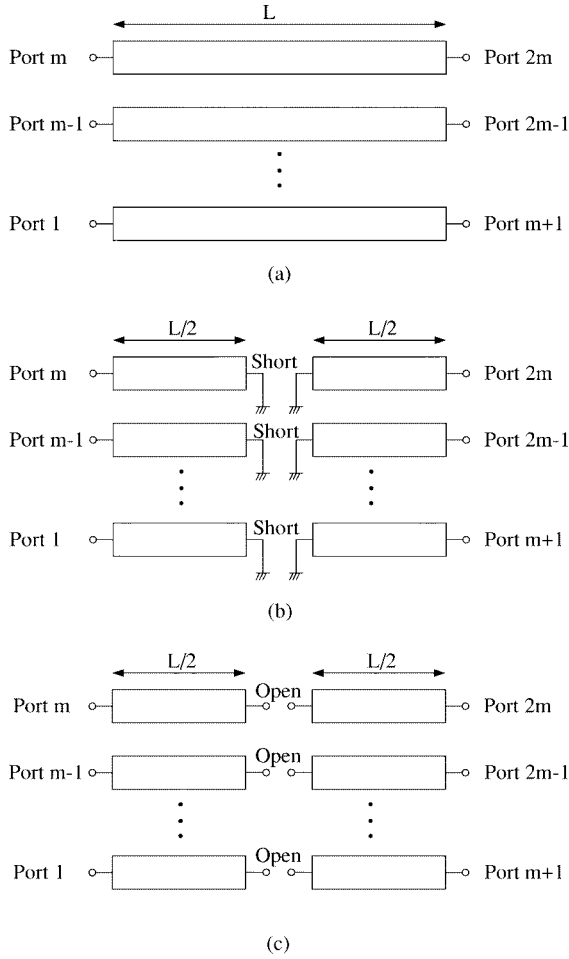 L
Port m Port 2m
Port m-1 Port 2m-1
Port 1 Port m+1
(a)
L/2 L/2
Port m Short Port 2m
Port m-1 Short Port 2m-1
Port 1 Short Port m+1
(b)
L/2 L/2
Port m Open Port 2m
Port m-1 Open Port 2m-1
Port 1 Open Port m+1
(c)